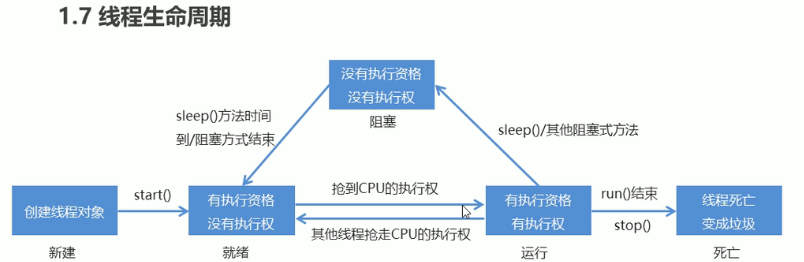 1.7 线程生命周期
没有执行资格
没有执行权
阻塞
sleep()方法时间
到/阻塞方式结束
sleep()/其他阻塞式方法
创建线程对象
新建
start()
有执行资格
没有执行权
就绪
抢到CPU的执行权
其他线程抢走CPU的执行权
有执行资格
有执行权
运行
run()结束
stop()
线程死亡
变成垃圾
死亡